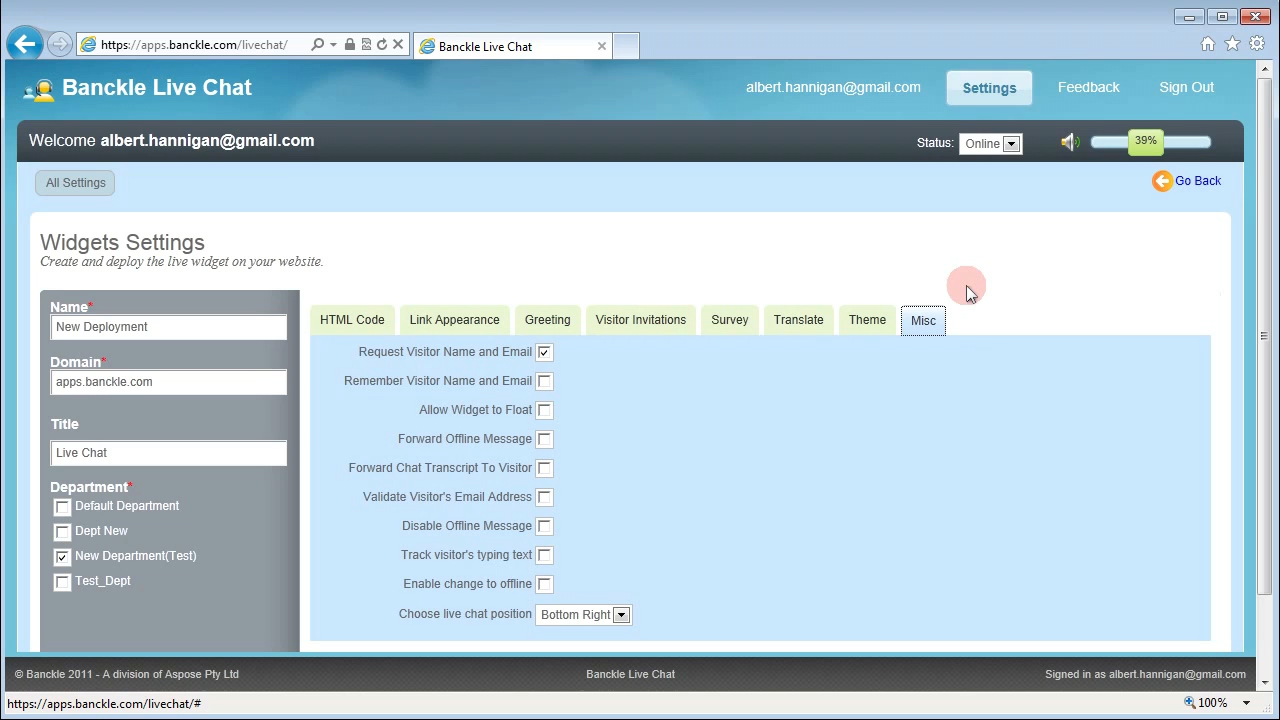 https://apps.banckle.com/livechat/
Banckle Live Chat
Banckle Live Chat
albert.hannigan@gmail.com
Settings
Feedback
Sign Out
Welcome albert.hannigan@gmail.com
Status:
Online
39%
All Settings
Go Back
Widgets Settings
Create and deploy the live widget on your website.
Name*
New Deployment
Domain*
apps.banckle.com
Title
Live Chat
Department*
Default Department
Dept New
New Department(Test)
Test_Dept
HTML Code
Link Appearance
Greeting
Visitor Invitations
Survey
Translate
Theme
Misc
Request Visitor Name and Email
Remember Visitor Name and Email
Allow Widget to Float
Forward Offline Message
Forward Chat Transcript To Visitor
Validate Visitor's Email Address
Disable Offline Message
Track visitor's typing text
Enable change to offline
Choose live chat position
Bottom Right
© Banckle 2011 - A division of Aspose Pty Ltd
Banckle Live Chat
Signed in as albert.hannigan@gmail.com
https://apps.banckle.com/livechat/#
100%